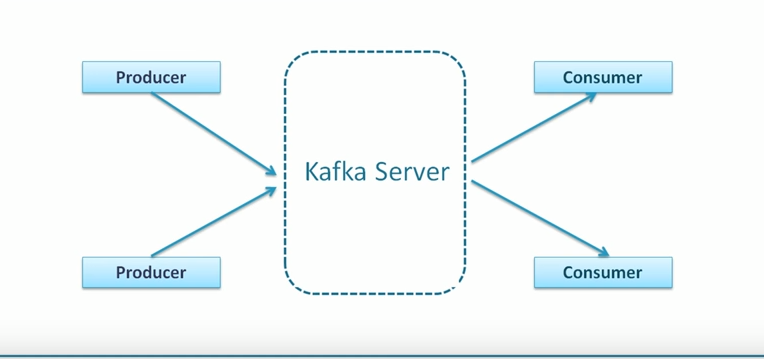 Producer
Consumer
Kafka Server
Producer
Consumer